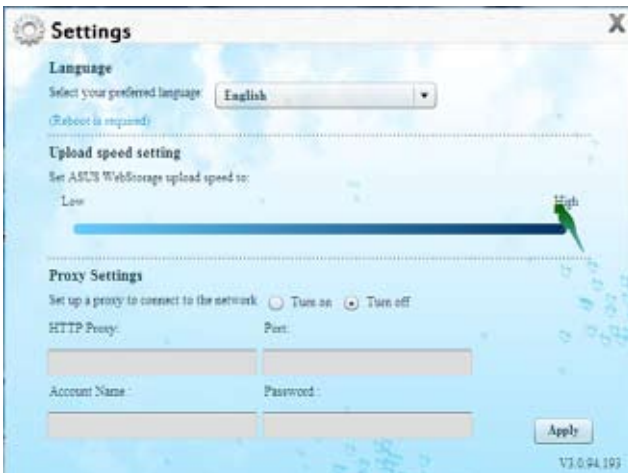 Settings
X
Language
Select your preferred language: English
(Reboot is required)
Upload speed setting
Set ASUS WebStorage upload speed to:
Low High
Proxy Settings
Set up a proxy to connect to the network Turn on Turn off
HTTP Proxy: Port:
Account Name : Password :
Apply
V3.0.94.193